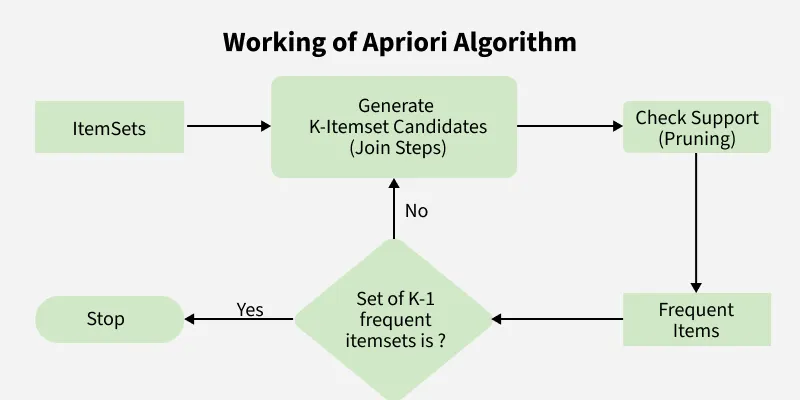 Working of Apriori Algorithm
ItemSets
Generate
K-Itemset Candidates
(Join Steps)
Check Support
(Pruning)
No
Set of K-1
frequent
itemsets is ?
Yes
Stop
Frequent
Items